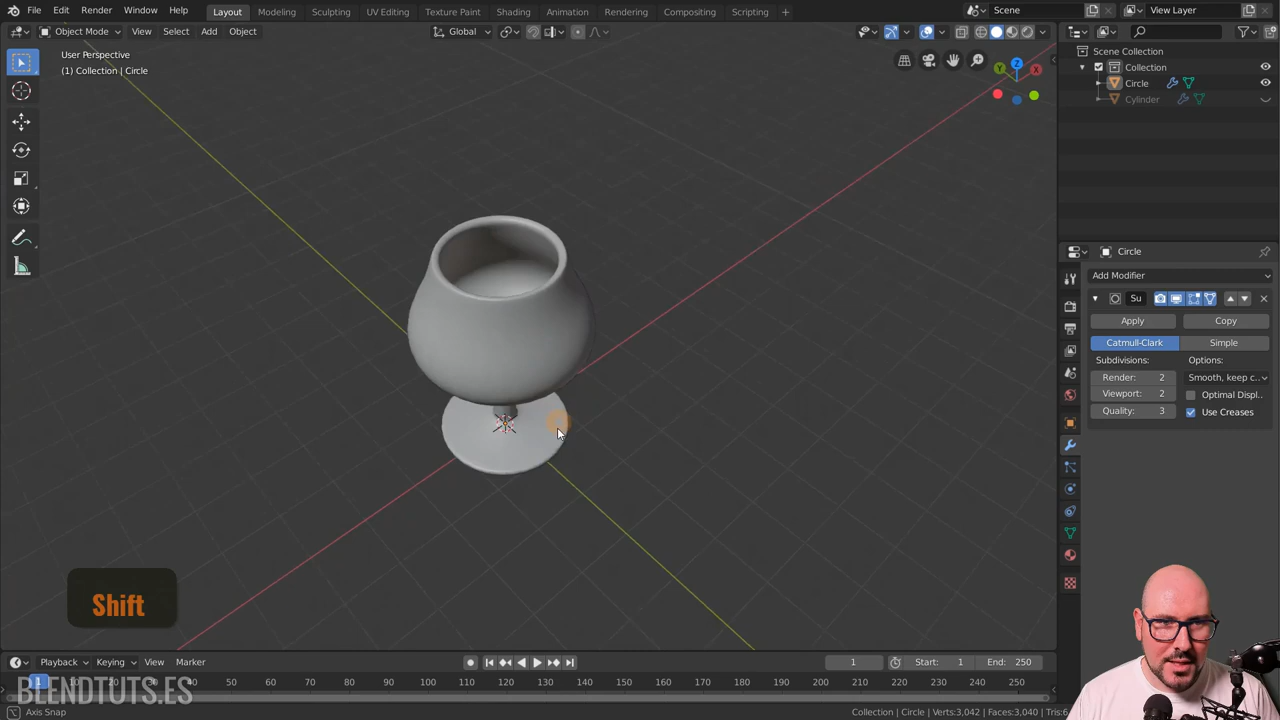 File Edit Render Window Help Layout Modeling Sculpting UV Editing Texture Paint Shading Animation Rendering Compositing Scripting + Scene View Layer
Object Mode View Select Add Object Global
User Perspective
(1) Collection | Circle
Scene Collection
Collection
Circle
Cylinder
Circle
Add Modifier
Su
Apply Copy
Catmull-Clark Simple
Subdivisions: Options:
Render: 2 Smooth, keep c..
Viewport: 2 Optimal Displ..
Quality: 3 Use Creases
X Y Z
Shift
Playback Keying View Marker 1 Start: 1 End: 250
1 10 20 30 40 50 60 70 80 90 100 110 120 130 140 150 160 170 180 190 200 210 220 230 240 250
BLENDTUTS.ES
Axis Snap Collection | Circle | Verts:3,042 | Faces:3,040 | Tris:6